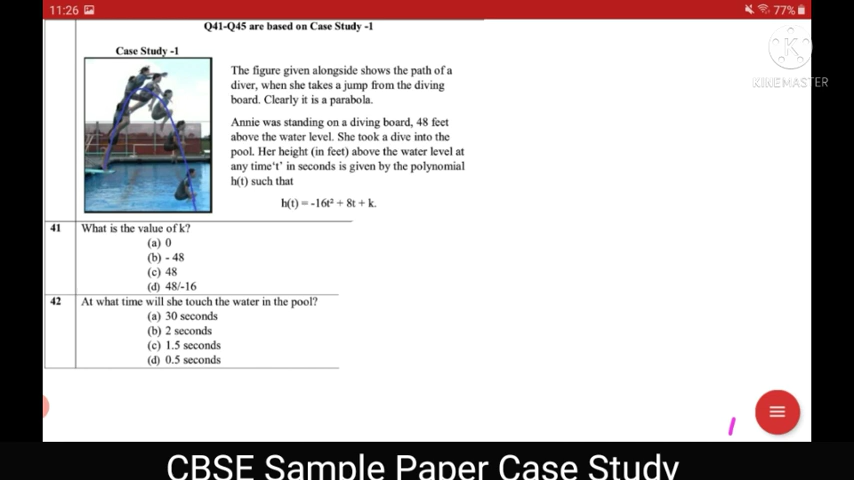 11:26
77%
KINEMASTER
Q41-Q45 are based on Case Study -1
Case Study -1
The figure given alongside shows the path of a
diver, when she takes a jump from the diving
board. Clearly it is a parabola.
Annie was standing on a diving board, 48 feet
above the water level. She took a dive into the
pool. Her height (in feet) above the water level at
any time‘t’ in seconds is given by the polynomial
h(t) such that
h(t) = -16t² + 8t + k.
41 What is the value of k?
(a) 0
(b) - 48
(c) 48
(d) 48/-16
42 At what time will she touch the water in the pool?
(a) 30 seconds
(b) 2 seconds
(c) 1.5 seconds
(d) 0.5 seconds
CBSE Sample Paper Case Study